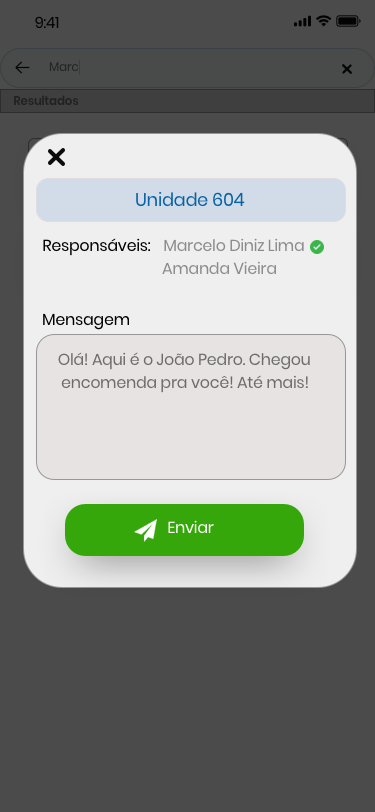 9:41
Marc
Resultados
Unidade 604
Responsáveis: Marcelo Diniz Lima
Amanda Vieira
Mensagem
Olá! Aqui é o João Pedro. Chegou
encomenda pra você! Até mais!
Enviar